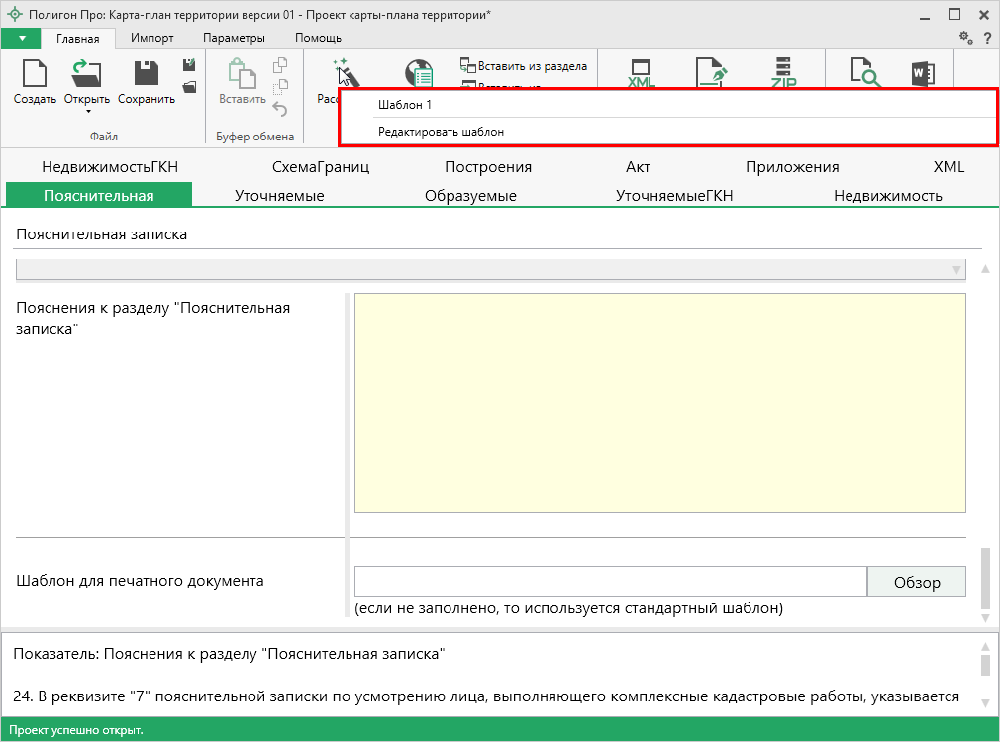 Полигон Про: Карта-план территории версии 01 - Проект карты-плана территории*
Главная Импорт Параметры Помощь
?
Вставить из раздела
XML ZIP W
Создать Открыть Сохранить Вставить
Файл Буфер обмена
Шаблон 1
Редактировать шаблон
НедвижимостьГКН СхемаГраниц Построения Акт Приложения XML
Пояснительная Уточняемые Образуемые УточняемыеГКН Недвижимость
Пояснительная записка
Пояснения к разделу "Пояснительная
записка"
Шаблон для печатного документа
Обзор
(если не заполнено, то используется стандартный шаблон)
Показатель: Пояснения к разделу "Пояснительная записка"
24. В реквизите "7" пояснительной записки по усмотрению лица, выполняющего комплексные кадастровые работы, указывается
Проект успешно открыт.